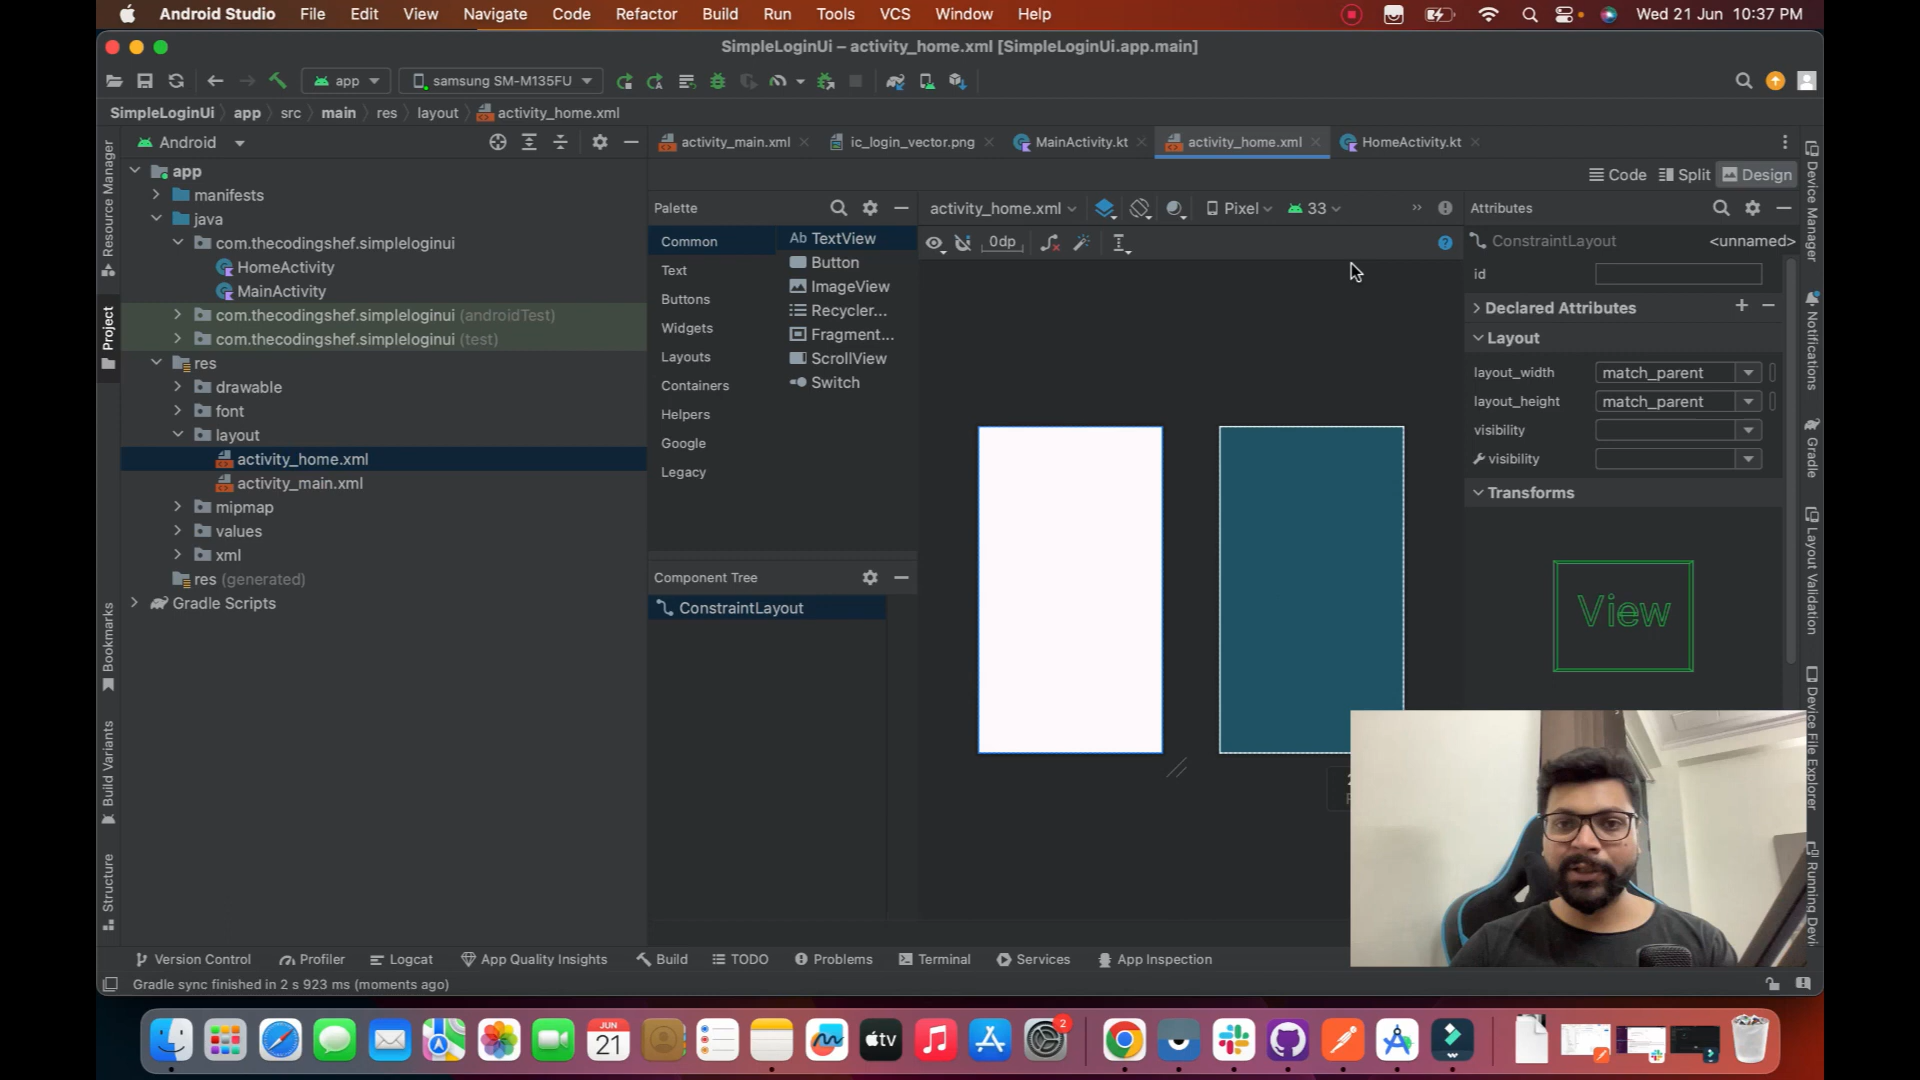 Android Studio File Edit View Navigate Code Refactor Build Run Tools VCS Window Help Wed 21 Jun 10:37 PM
SimpleLoginUi – activity_home.xml [SimpleLoginUi.app.main]
app samsung SM-M135FU
SimpleLoginUi app src main res layout activity_home.xml
Android
activity_main.xml ic_login_vector.png MainActivity.kt activity_home.xml HomeActivity.kt
Code Split Design
app
manifests
java
com.thecodingshef.simpleloginui
HomeActivity
MainActivity
com.thecodingshef.simpleloginui (androidTest)
com.thecodingshef.simpleloginui (test)
res
drawable
font
layout
activity_home.xml
activity_main.xml
mipmap
values
xml
res (generated)
Gradle Scripts
Resource Manager
Project
Bookmarks
Build Variants
Structure
Palette
Common
Text
Buttons
Widgets
Layouts
Containers
Helpers
Google
Legacy
Ab TextView
Button
ImageView
Recycler...
Fragment...
ScrollView
Switch
Component Tree
ConstraintLayout
activity_home.xml Pixel 33
0dp
Attributes
ConstraintLayout <unnamed>
id
Declared Attributes
Layout
layout_width match_parent
layout_height match_parent
visibility
visibility
Transforms
View
Device Manager
Notifications
Gradle
Layout Validation
Device File Explorer
Running Devi
Version Control Profiler Logcat App Quality Insights Build TODO Problems Terminal Services App Inspection
Gradle sync finished in 2 s 923 ms (moments ago)
JUN
21
tv
2